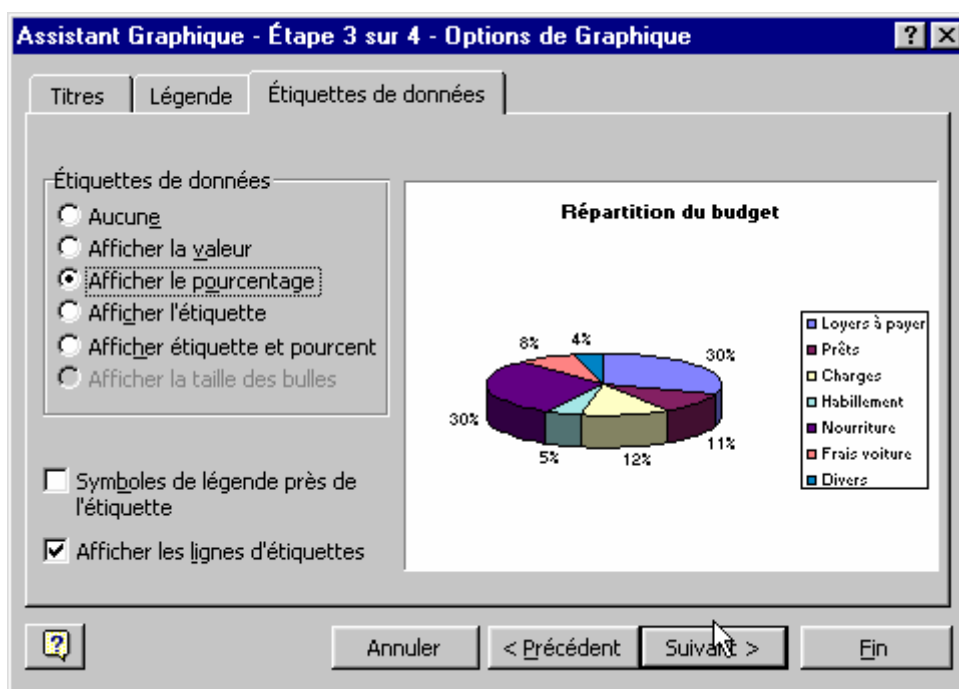 Assistant Graphique - Étape 3 sur 4 - Options de Graphique
Titres
Légende
Étiquettes de données
Étiquettes de données
Aucune
Afficher la valeur
Afficher le pourcentage
Afficher l'étiquette
Afficher étiquette et pourcent
Afficher la taille des bulles
Symboles de légende près de
l'étiquette
Afficher les lignes d'étiquettes
Répartition du budget
8%
4%
30%
30%
5%
12%
11%
Loyers à payer
Prêts
Charges
Habillement
Nourriture
Frais voiture
Divers
?
Annuler
< Précédent
Suivant >
Fin